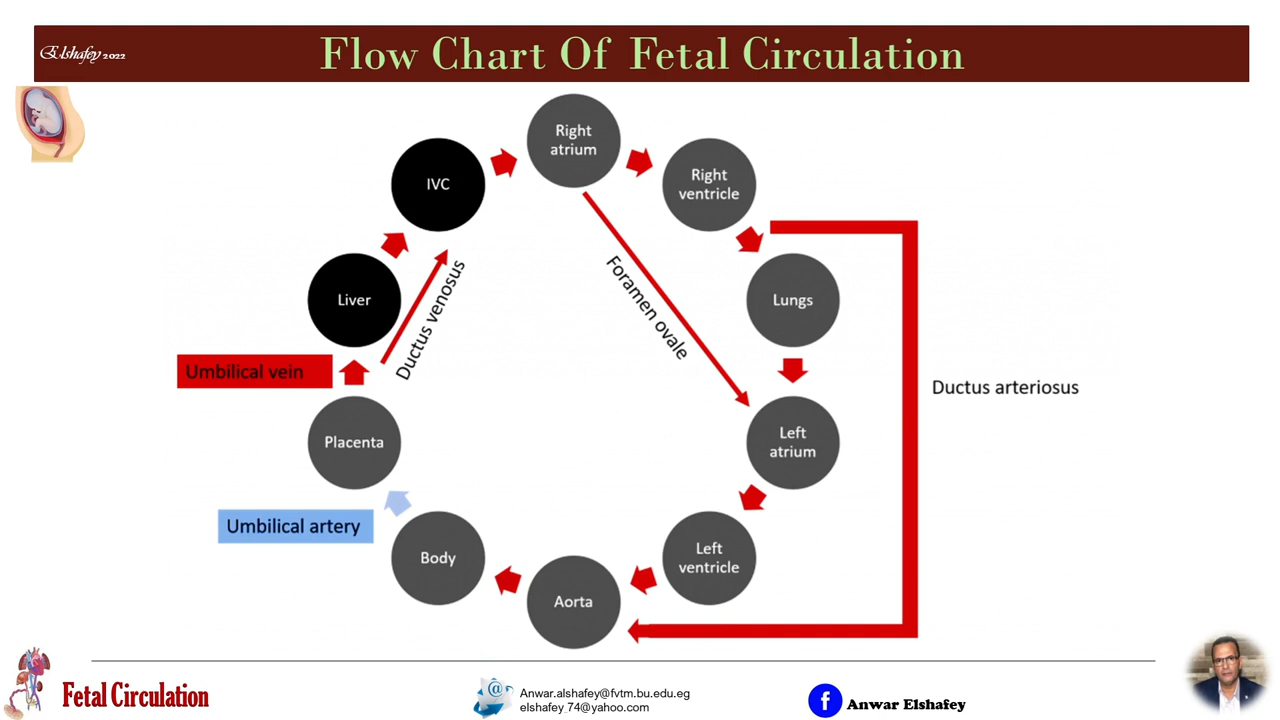 Elshafey 2022
Flow Chart Of Fetal Circulation
Right
atrium
IVC
Right
ventricle
Liver
Ductus venosus
Foramen ovale
Lungs
Umbilical vein
Ductus arteriosus
Placenta
Left
atrium
Umbilical artery
Body
Left
ventricle
Aorta
Fetal Circulation
@
Anwar.alshafey@fvtm.bu.edu.eg
elshafey_74@yahoo.com
f
Anwar Elshafey